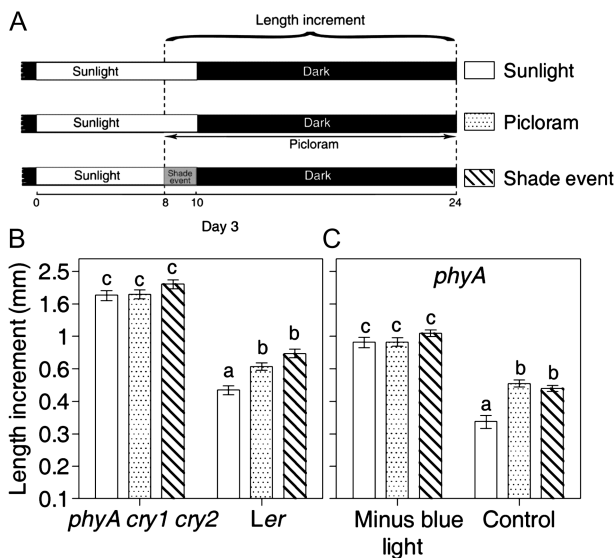 A
Length increment
Sunlight
Dark
Sunlight
Sunlight
Dark
Picloram
Picloram
Sunlight
Shade
event
Dark
Shade event
0
8
10
24
Day 3
B
C
Length increment (mm)
2.5
1.6
1
0.6
0.4
0.3
0.2
0.1
c
c
c
a
b
b
phyA
c
c
c
a
b
b
phyA cry1 cry2
Ler
Minus blue
light
Control